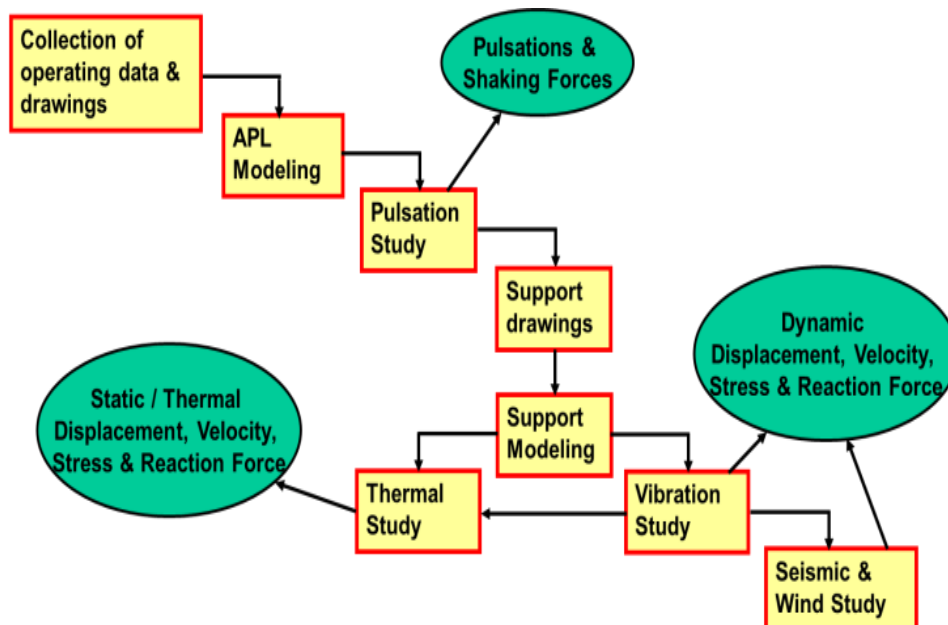 Collection of
operating data &
drawings
Pulsations &
Shaking Forces
APL
Modeling
Pulsation
Study
Support
drawings
Dynamic
Displacement, Velocity,
Stress & Reaction Force
Static / Thermal
Displacement, Velocity,
Stress & Reaction Force
Support
Modeling
Thermal
Study
Vibration
Study
Seismic &
Wind Study